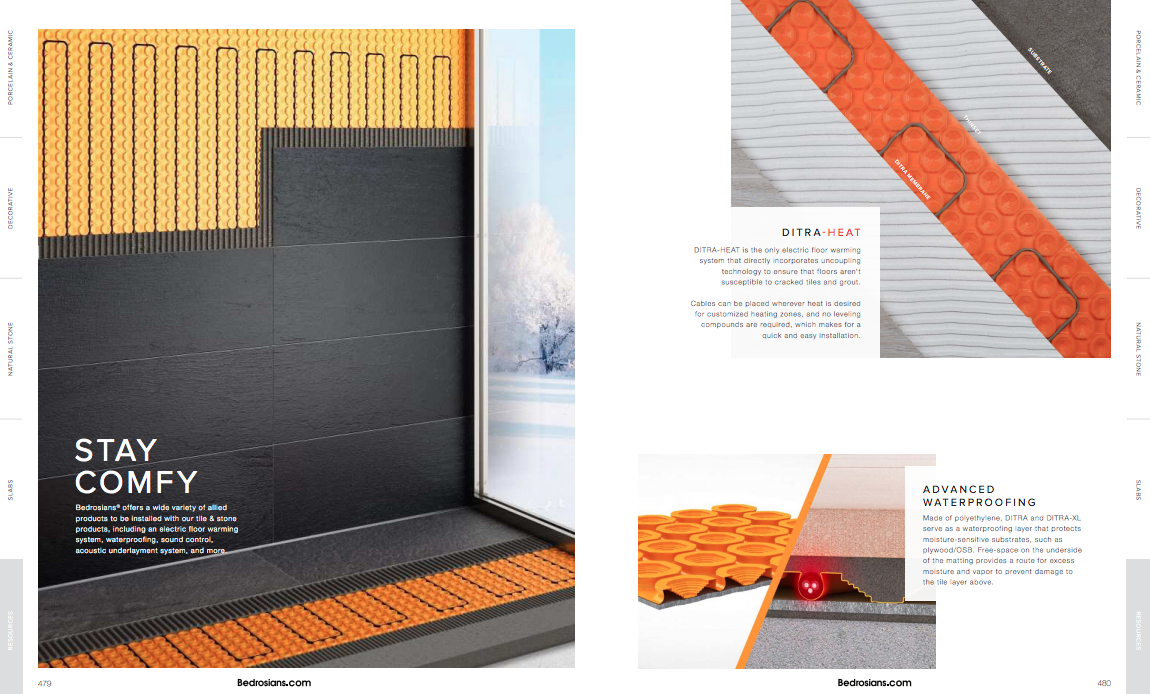 PORCELAIN & CERAMIC
DECORATIVE
NATURAL STONE
SLABS
RESOURCES
STAY
COMFY
Bedrosians® offers a wide variety of allied
products to be installed with our tile & stone
products, including an electric floor warming
system, waterproofing, sound control,
acoustic underlayment system, and more.
479
Bedrosians.com
SUBSTRATE
THINSET
DITRA MEMBRANE
DITRA-HEAT
DITRA-HEAT is the only electric floor warming
system that directly incorporates uncoupling
technology to ensure that floors aren't
susceptible to cracked tiles and grout.
Cables can be placed wherever heat is desired
for customized heating zones, and no leveling
compounds are required, which makes for a
quick and easy installation.
ADVANCED
WATERPROOFING
Made of polyethylene, DITRA and DITRA-XL
serve as a waterproofing layer that protects
moisture-sensitive substrates, such as
plywood/OSB. Free-space on the underside
of the matting provides a route for excess
moisture and vapor to prevent damage to
the tile layer above.
Bedrosians.com
480
PORCELAIN & CERAMIC
DECORATIVE
NATURAL STONE
SLABS
RESOURCES